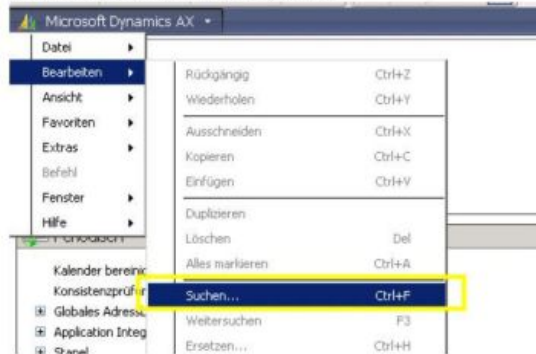 Microsoft Dynamics AX
Datei
Bearbeiten
Ansicht
Favoriten
Extras
Befehl
Fenster
Hilfe
Rückgängig Ctrl+Z
Wiederholen Ctrl+Y
Ausschneiden Ctrl+X
Kopieren Ctrl+C
Einfügen Ctrl+V
Duplizieren
Löschen Del
Alles markieren Ctrl+A
Suchen... Ctrl+F
Weitersuchen F3
Ersetzen... Ctrl+H
Periodisch
Kalender bereinig
Konsistenzprüfun
Globales Adress
Application Integ
Stapel